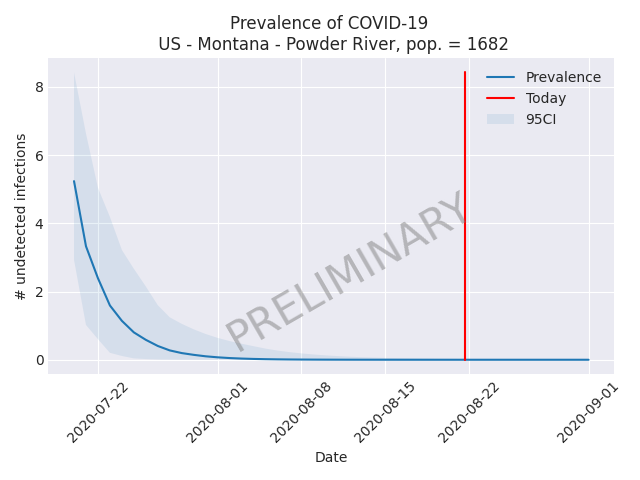 Prevalence of COVID-19
US - Montana - Powder River, pop. = 1682
# undetected infections
8
6
4
2
0
Prevalence
Today
95CI
PRELIMINARY
2020-07-22
2020-08-01
2020-08-08
2020-08-15
2020-08-22
2020-09-01
Date